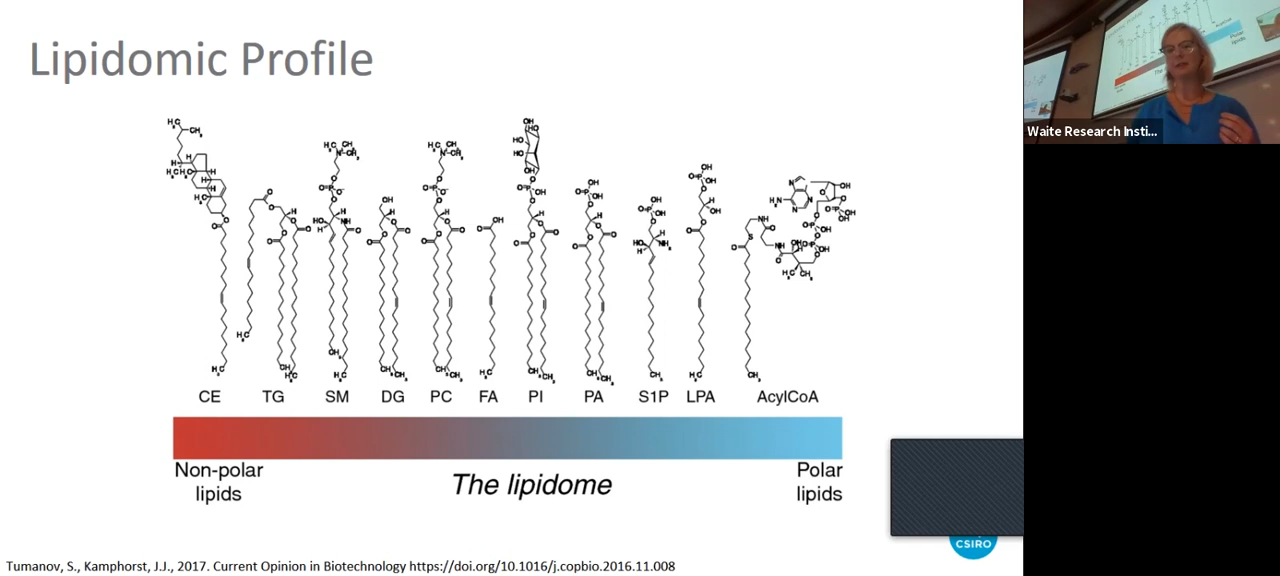 Lipidomic Profile
CE TG SM DG PC FA PI PA S1P LPA AcylCoA
Non-polar
lipids
The lipidome
Polar
lipids
CSIRO
Tumanov, S., Kamphorst, J.J., 2017. Current Opinion in Biotechnology https://doi.org/10.1016/j.copbio.2016.11.008
Waite Research Insti...